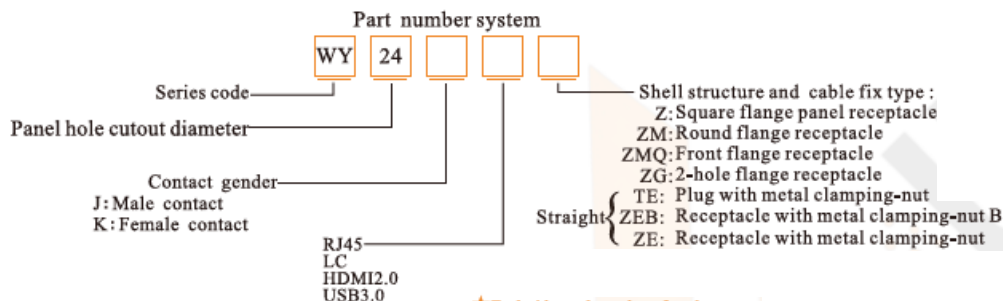 Part number system
WY 24
Series code
Panel hole cutout diameter
Contact gender
J:Male contact
K:Female contact
RJ45
LC
HDMI2.0
USB3.0
Shell structure and cable fix type :
Z:Square flange panel receptacle
ZM:Round flange receptacle
ZMQ:Front flange receptacle
ZG:2-hole flange receptacle
Straight
TE: Plug with metal clamping-nut
ZEB: Receptacle with metal clamping-nut B
ZE: Receptacle with metal clamping-nut